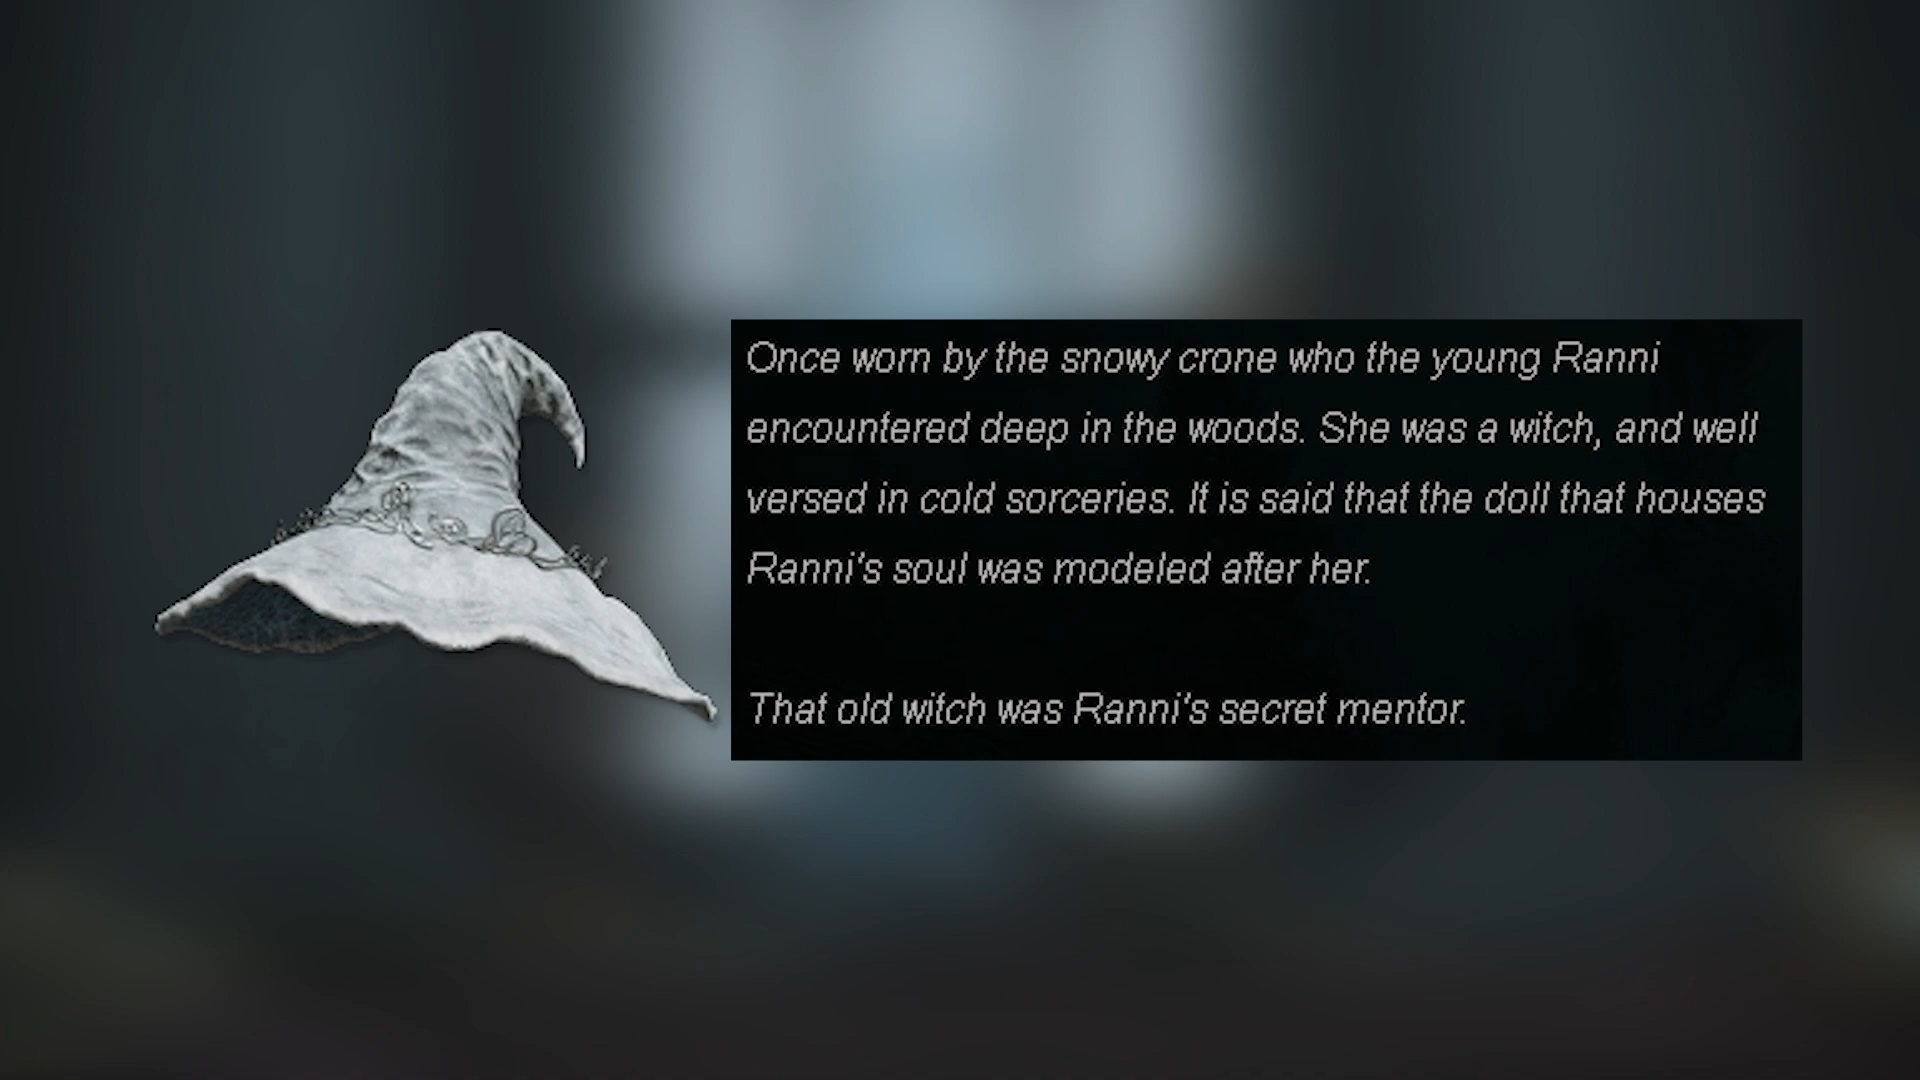 Once worn by the snowy crone who the young Ranni
encountered deep in the woods. She was a witch, and well
versed in cold sorceries. It is said that the doll that houses
Ranni's soul was modeled after her.
That old witch was Ranni's secret mentor.